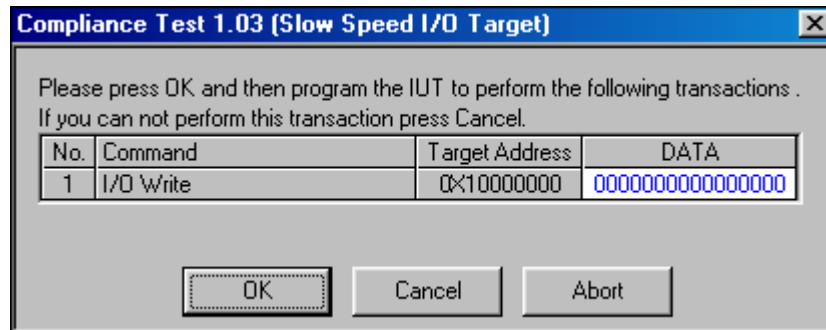 Compliance Test 1.03 (Slow Speed I/O Target)
Please press OK and then program the IUT to perform the following transactions .
If you can not perform this transaction press Cancel.
No. Command Target Address DATA
1 I/O Write 0X10000000 0000000000000000
OK Cancel Abort